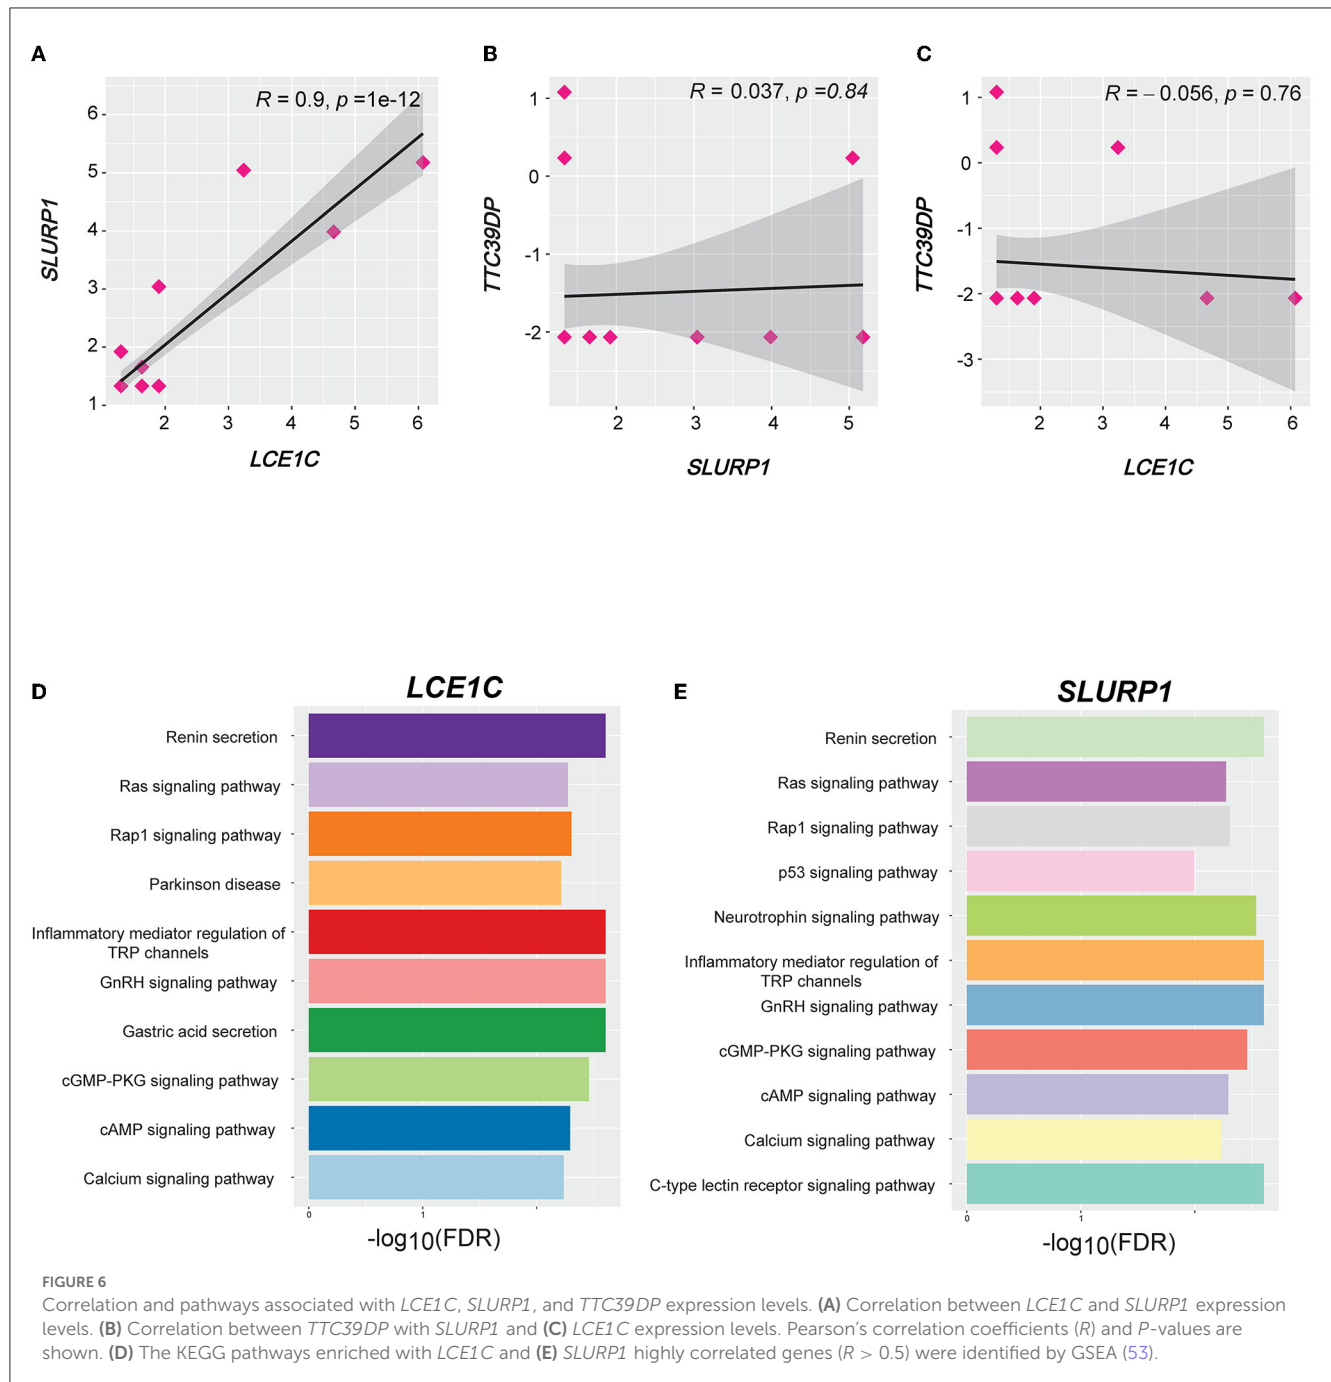 A
R = 0.9, p =1e-12
SLURP1
6
5
4
3
2
1
2 3 4 5 6
LCE1C
B
R = 0.037, p =0.84
TTC39DP
1
0
-1
-2
2 3 4 5
SLURP1
C
R = – 0.056, p = 0.76
TTC39DP
1
0
-1
-2
-3
2 3 4 5 6
LCE1C
D
LCE1C
Renin secretion
Ras signaling pathway
Rap1 signaling pathway
Parkinson disease
Inflammatory mediator regulation of
TRP channels
GnRH signaling pathway
Gastric acid secretion
cGMP-PKG signaling pathway
cAMP signaling pathway
Calcium signaling pathway
0 1
-log10(FDR)
E
SLURP1
Renin secretion
Ras signaling pathway
Rap1 signaling pathway
p53 signaling pathway
Neurotrophin signaling pathway
Inflammatory mediator regulation of
TRP channels
GnRH signaling pathway
cGMP-PKG signaling pathway
cAMP signaling pathway
Calcium signaling pathway
C-type lectin receptor signaling pathway
0 1
-log10(FDR)
FIGURE 6
Correlation and pathways associated with LCE1C, SLURP1, and TTC39DP expression levels. (A) Correlation between LCE1C and SLURP1 expression
levels. (B) Correlation between TTC39DP with SLURP1 and (C) LCE1C expression levels. Pearson's correlation coefficients (R) and P-values are
shown. (D) The KEGG pathways enriched with LCE1C and (E) SLURP1 highly correlated genes (R > 0.5) were identified by GSEA (53).